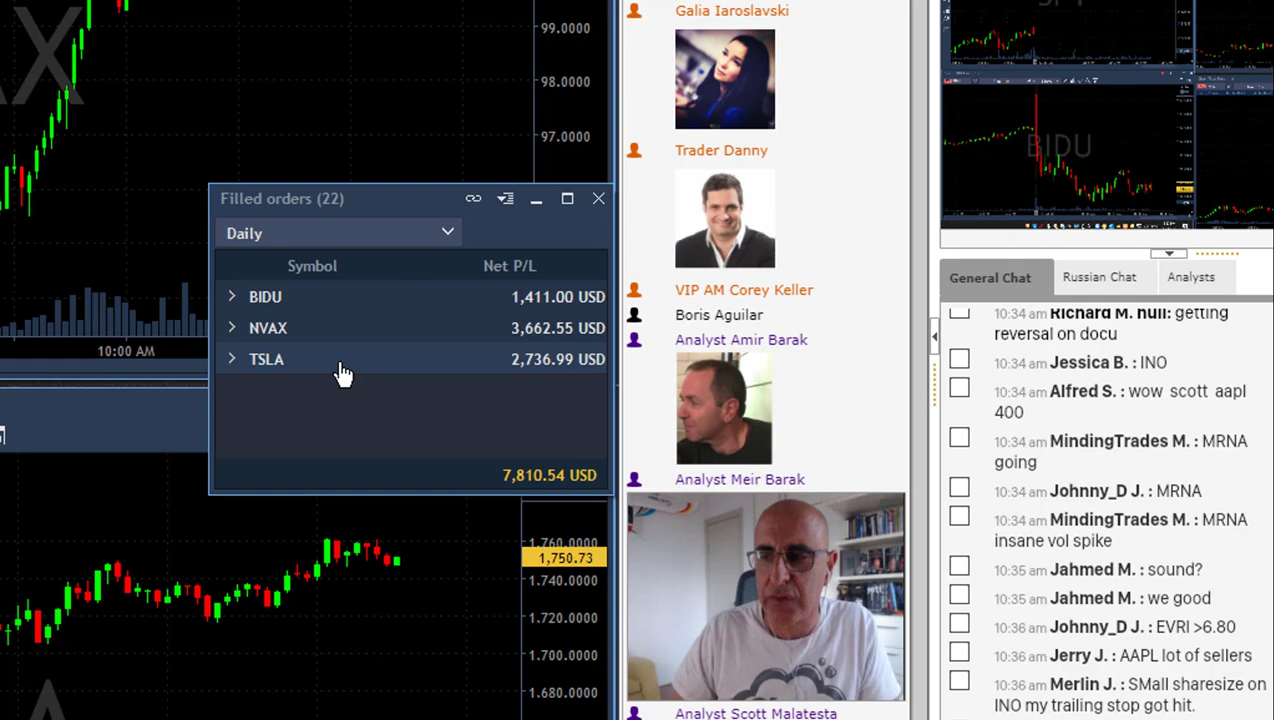 99.0000
98.0000
97.0000
10:00 AM
Filled orders (22)
Daily
Symbol Net P/L
BIDU 1,411.00 USD
NVAX 3,662.55 USD
TSLA 2,736.99 USD
7,810.54 USD
1,750.73
1.740.0000
1.720.0000
1.700.0000
1.680.0000
Galia Iaroslavski
Trader Danny
VIP AM Corey Keller
Boris Aguilar
Analyst Amir Barak
Analyst Meir Barak
Analyst Scott Malatesta
BIDU
General Chat
Russian Chat
Analysts
10:34 am Richard M. null: getting
reversal on docu
10:34 am Jessica B. : INO
10:34 am Alfred S. : wow scott aapl
400
10:34 am MindingTrades M. : MRNA
going
10:34 am Johnny_D J. : MRNA
10:34 am MindingTrades M. : MRNA
insane vol spike
10:35 am Jahmed M. : sound?
10:35 am Jahmed M. : we good
10:36 am Johnny_D J. : EVRI >6.80
10:36 am Jerry J. : AAPL lot of sellers
10:36 am Merlin J. : SMall sharesize on
INO my trailing stop got hit.